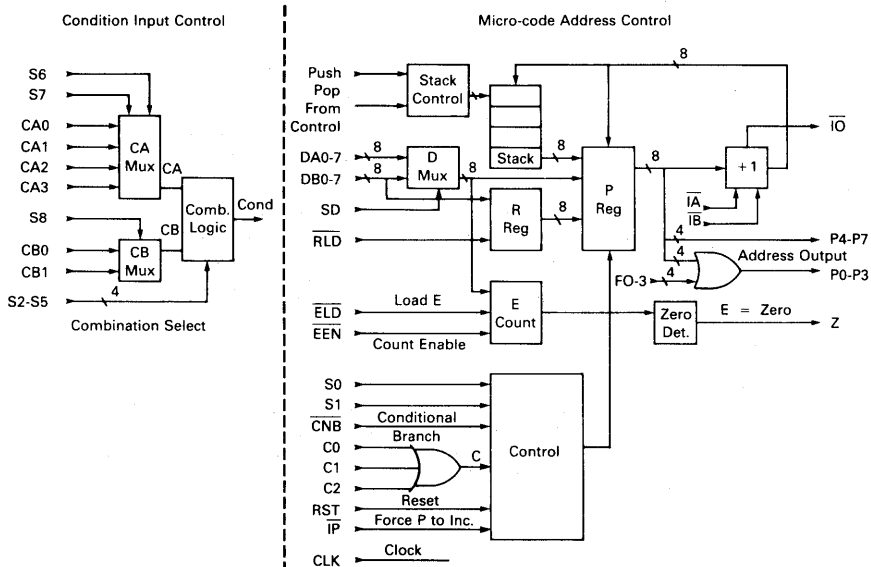 Condition Input Control
Micro-code Address Control
S6
S7
CA0
CA1
CA2
CA3
CA
Mux
CA
S8
CB0
CB1
CB
Mux
CB
Comb.
Logic
Cond
S2-S5
4
Combination Select
Push
Pop
From
Control
Stack
Control
Stack
8
8
DA0-7
8
DB0-7
8
D
Mux
8
SD
RLD
R
Reg
8
P
Reg
8
+ 1
IO
IA
IB
4
P4-P7
4
Address Output
FO-3
4
P0-P3
ELD
Load E
EEN
Count Enable
E
Count
Zero
Det.
E = Zero
Z
S0
S1
CNB
Conditional
Branch
C0
C1
C2
C
RST
Reset
IP
Force P to Inc.
Control
CLK
Clock